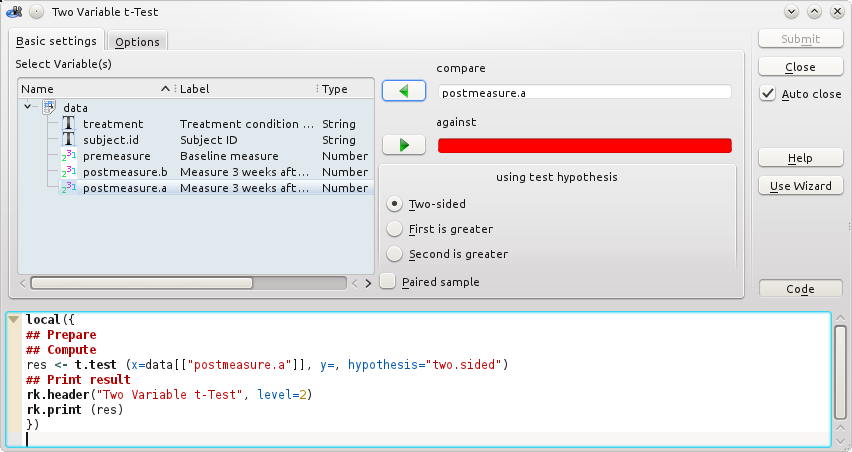 Two Variable t-Test
Basic settings
Options
Submit
Close
Auto close
Help
Use Wizard
Code
Select Variable(s)
Name Label Type
data
treatment Treatment condition ... String
subject.id Subject ID String
premeasure Baseline measure Number
postmeasure.b Measure 3 weeks aft... Number
postmeasure.a Measure 3 weeks aft... Number
compare
postmeasure.a
against
using test hypothesis
Two-sided
First is greater
Second is greater
Paired sample
local({
## Prepare
## Compute
res <- t.test (x=data[["postmeasure.a"]], y=, hypothesis="two.sided")
## Print result
rk.header("Two Variable t-Test", level=2)
rk.print (res)
})